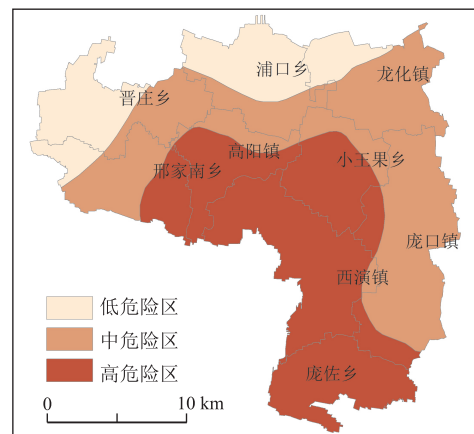 浦口乡
龙化镇
晋庄乡
高阳镇
小王果乡
邢家南乡
庞口镇
西演镇
低危险区
中危险区
高危险区
庞佐乡
0 10 km